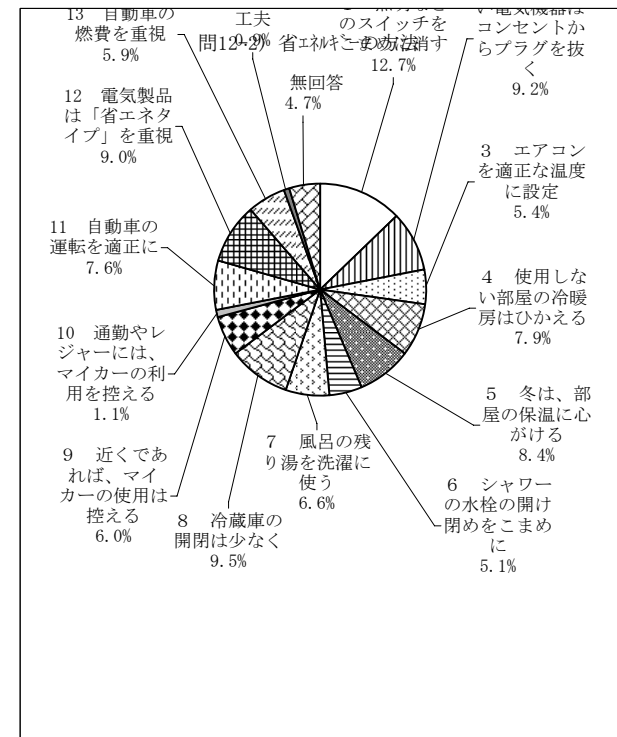 問12-2) 省エネルギーの方法
のスイッチを
こまめに消す
12.7%
い電気機器は
コンセントか
らプラグを抜
く
9.2%
3 エアコン
を適正な温度
に設定
5.4%
4 使用しな
い部屋の冷暖
房はひかえる
7.9%
5 冬は、部
屋の保温に心
がける
8.4%
6 シャワー
の水栓の開け
閉めをこまめ
に
5.1%
7 風呂の残
り湯を洗濯に
使う
6.6%
8 冷蔵庫の
開閉は少なく
9.5%
9 近くであ
れば、マイ
カーの使用は
控える
6.0%
10 通勤やレ
ジャーには、
マイカーの利
用を控える
1.1%
11 自動車の
運転を適正に
7.6%
12 電気製品
は「省エネタ
イプ」を重視
9.0%
13 自動車の
燃費を重視
5.9%
工夫
0.9%
無回答
4.7%